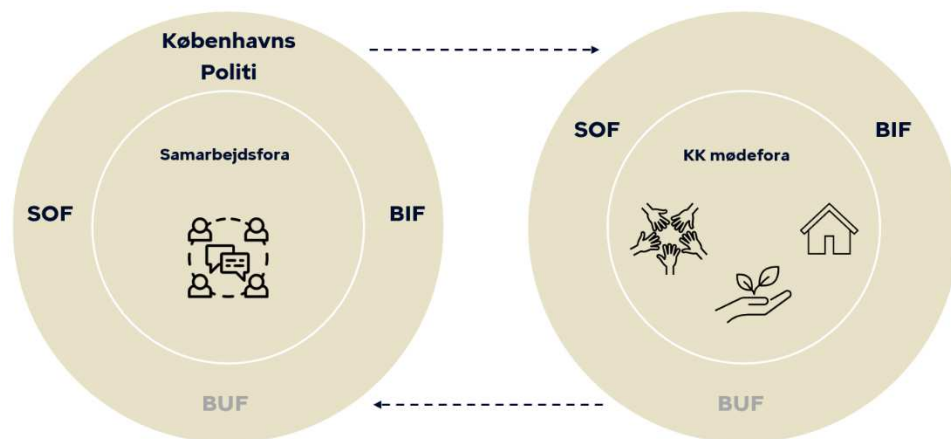 Københavns
Politi
Samarbejdsfora
SOF
BIF
BUF
SOF
BIF
KK mødefora
BUF